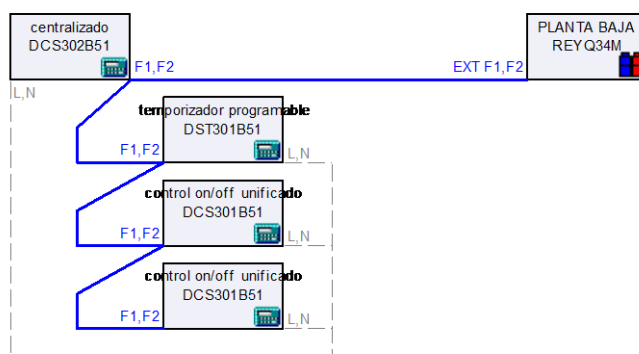 centralizado
DCS302B51
PLANTA BAJA
REYQ34M
F1,F2
EXT F1,F2
L,N
temporizador programable
DST301B51
F1,F2
L,N
control on/off unificado
DCS301B51
F1,F2
L,N
control on/off unificado
DCS301B51
F1,F2
L,N